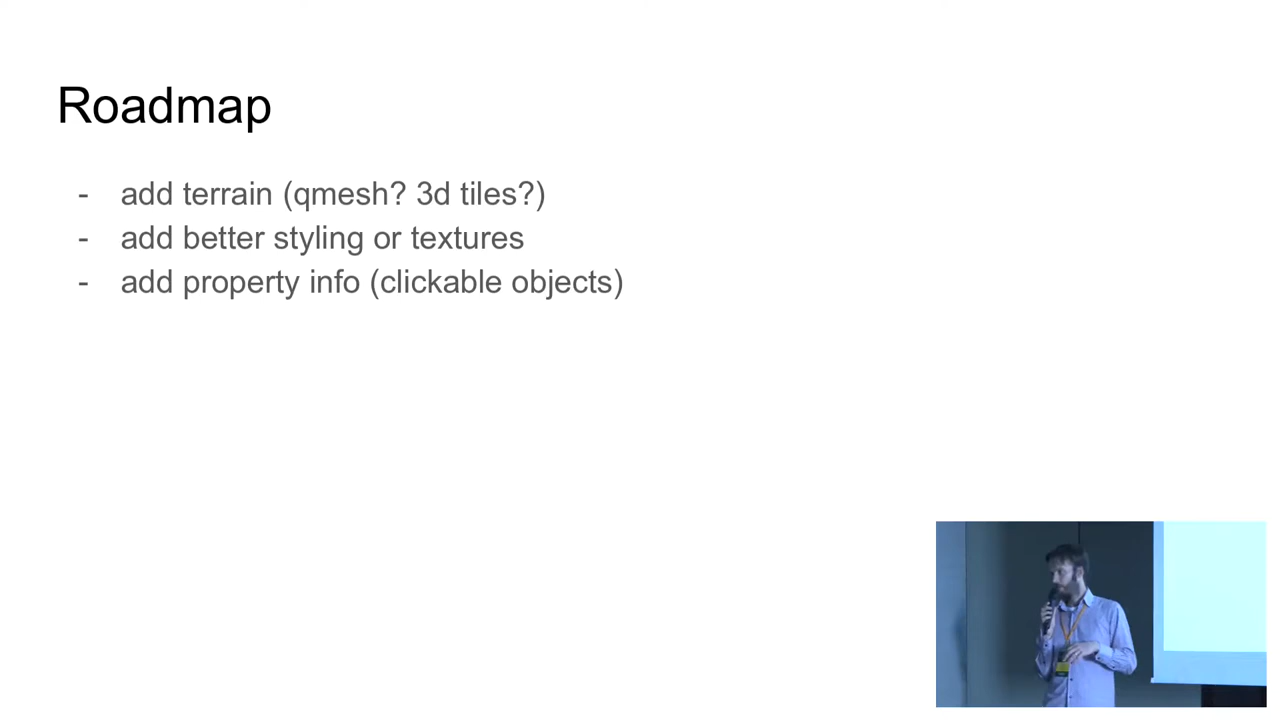 Roadmap
- add terrain (qmesh? 3d tiles?)
- add better styling or textures
- add property info (clickable objects)